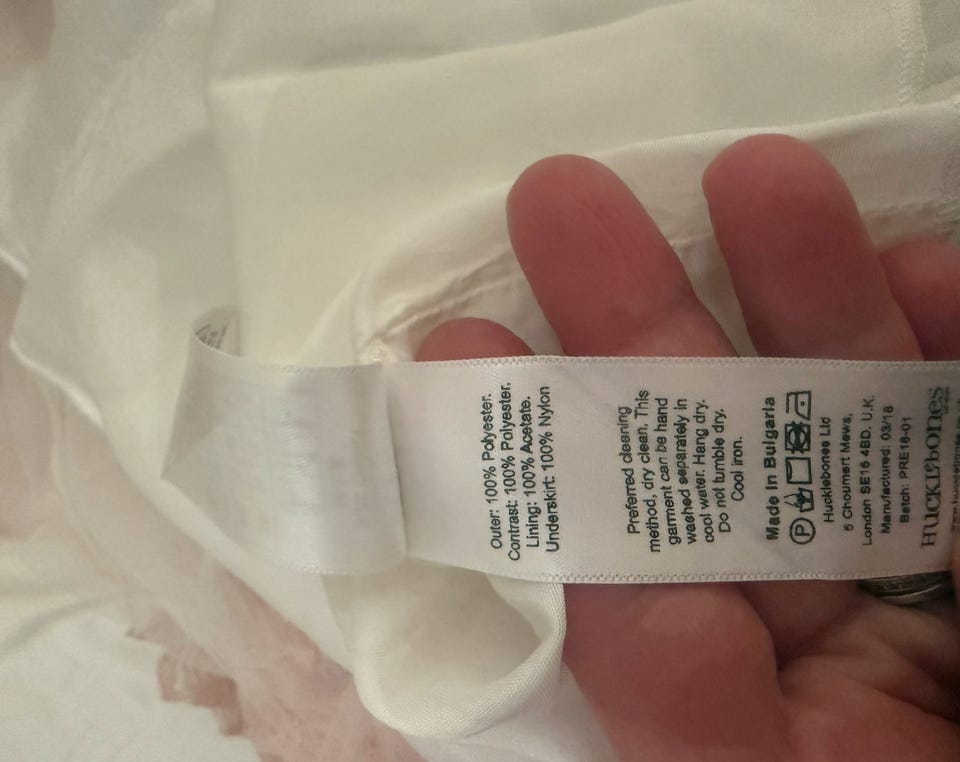 Outer: 100% Polyester.
Contrast: 100% Polyester.
Lining: 100% Acetate.
Underskirt: 100% Nylon
Preferred cleening
method, dry clean. This
garment can be hand
washed separately in
cool water. Hang dry.
Do not tumble dry.
Cool iron.
Made In Bulgaria
P
Hucklebones Ltd
5 Choumert Mews,
London SE15 4BD. U.K.
Manufactured: 03/18
Batch: PRE18-01
HUCKLEBONES